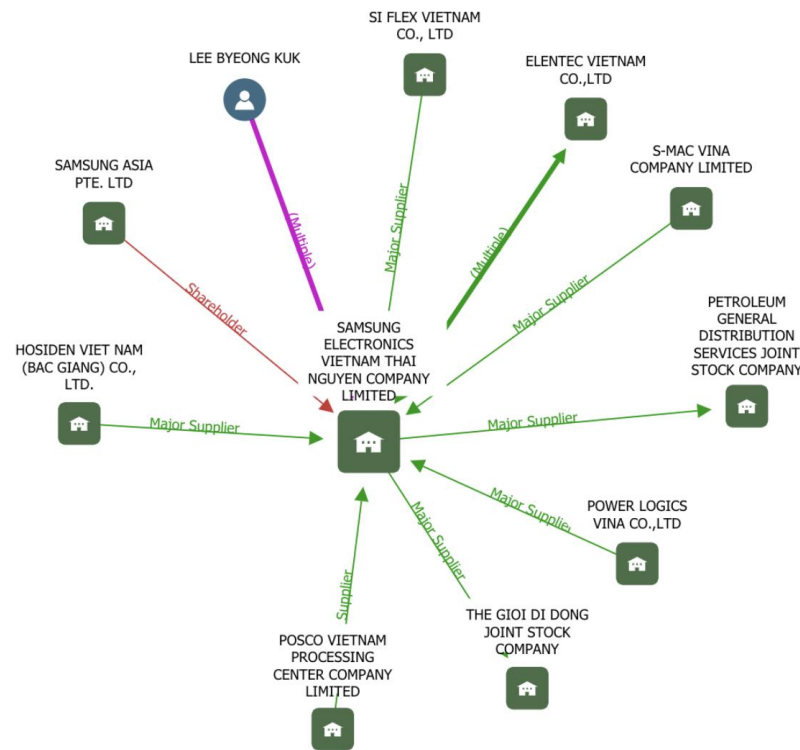 SI FLEX VIETNAM
CO., LTD
LEE BYEONG KUK
ELENTEC VIETNAM
CO.,LTD
S-MAC VINA
COMPANY LIMITED
SAMSUNG ASIA
PTE. LTD
(Multiple)
Major Supplier
(Multiple)
Shareholder
Major Supplier
PETROLEUM
GENERAL
DISTRIBUTION
SERVICES JOINT
STOCK COMPANY
SAMSUNG
ELECTRONICS
VIETNAM THAI
NGUYEN COMPANY
LIMITED
HOSIDEN VIET NAM
(BAC GIANG) CO.,
LTD.
Major Supplier
Major Supplier
Major Supplie
POWER LOGICS
VINA CO.,LTD
Major Supplier
Supplier
THE GIOI DI DONG
JOINT STOCK
COMPANY
POSCO VIETNAM
PROCESSING
CENTER COMPANY
LIMITED